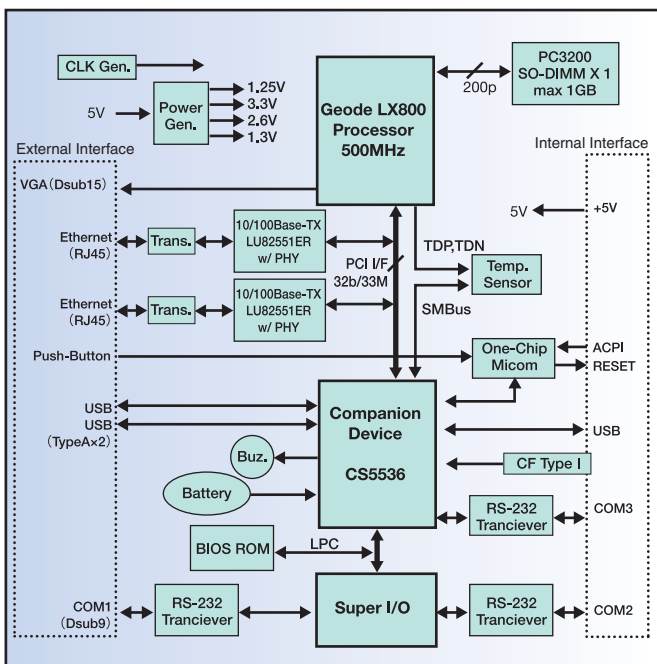 CLK Gen.
5V
Power
Gen.
1.25V
3.3V
2.6V
1.3V
Geode LX800
Processor
500MHz
200p
PC3200
SO-DIMM X 1
max 1GB
External Interface
Internal Interface
VGA(Dsub15)
5V
+5V
Ethernet
(RJ45)
Trans.
10/100Base-TX
LU82551ER
w/ PHY
PCI I/F
32b/33M
TDP,TDN
Temp.
Sensor
SMBus
Ethernet
(RJ45)
Trans.
10/100Base-TX
LU82551ER
w/ PHY
Push-Button
One-Chip
Micom
ACPI
RESET
USB
USB
(TypeA×2)
Companion
Device
CS5536
USB
Buz.
CF Type I
Battery
RS-232
Tranciever
COM3
BIOS ROM
LPC
COM1
(Dsub9)
RS-232
Tranciever
Super I/O
RS-232
Tranciever
COM2